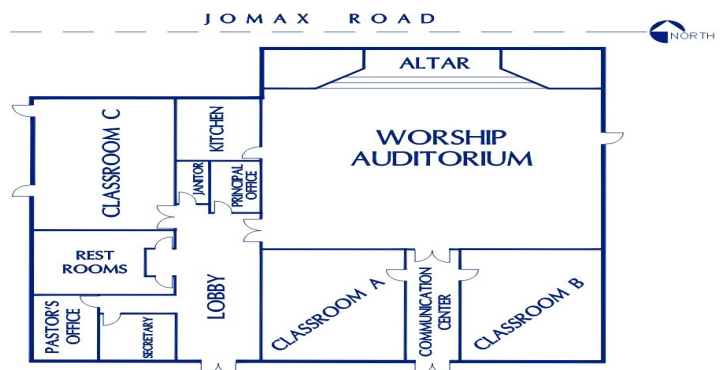 JOMAX ROAD
NORTH
ALTAR
WORSHIP
AUDITORIUM
KITCHEN
CLASSROOM C
JANITOR
PRINCIPAL
OFFICE
REST
ROOMS
LOBBY
PASTOR'S
OFFICE
SECRETARY
CLASSROOM A
COMMUNICATION
CENTER
CLASSROOM B